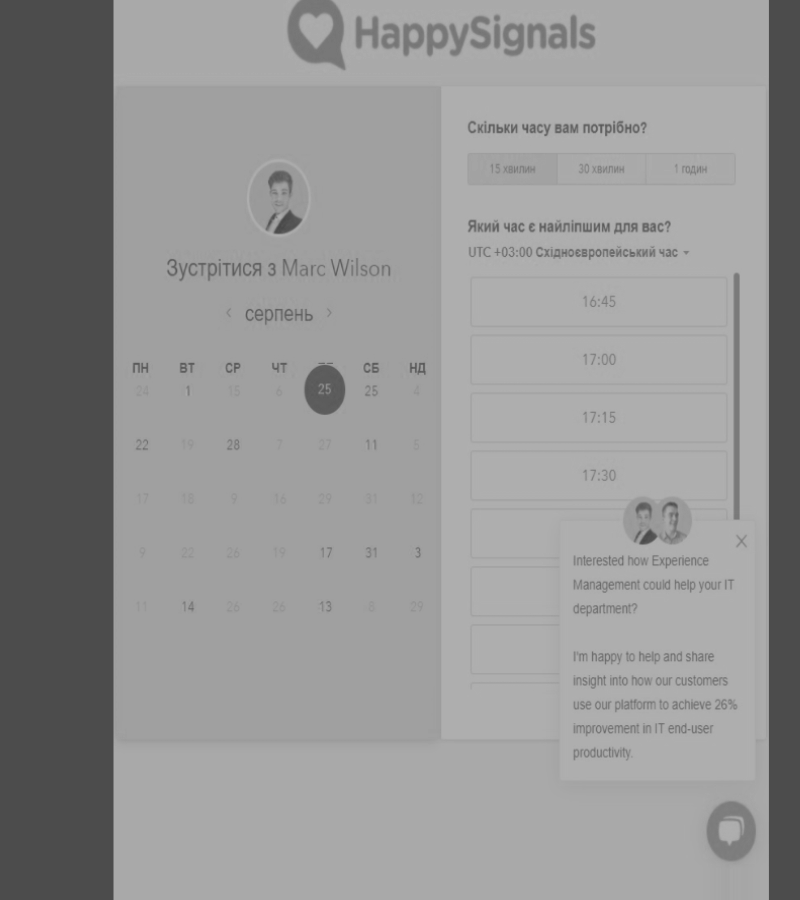 HappySignals
Зустрітися з Marc Wilson
серпень
ПН ВТ СР ЧТ СБ НД
24 1 15 6 25 25 4
22 19 28 7 27 11 5
17 18 9 16 29 31 12
9 22 26 19 17 31 3
11 14 26 26 13 8 29
Скільки часу вам потрібно?
15 хвилин 30 хвилин 1 годин
Який час є найліпшим для вас?
UTC +03:00 Східноєвропейський час
16:45
17:00
17:15
17:30
Interested how Experience
Management could help your IT
department?
I'm happy to help and share
insight into how our customers
use our platform to achieve 26%
improvement in IT end-user
productivity.